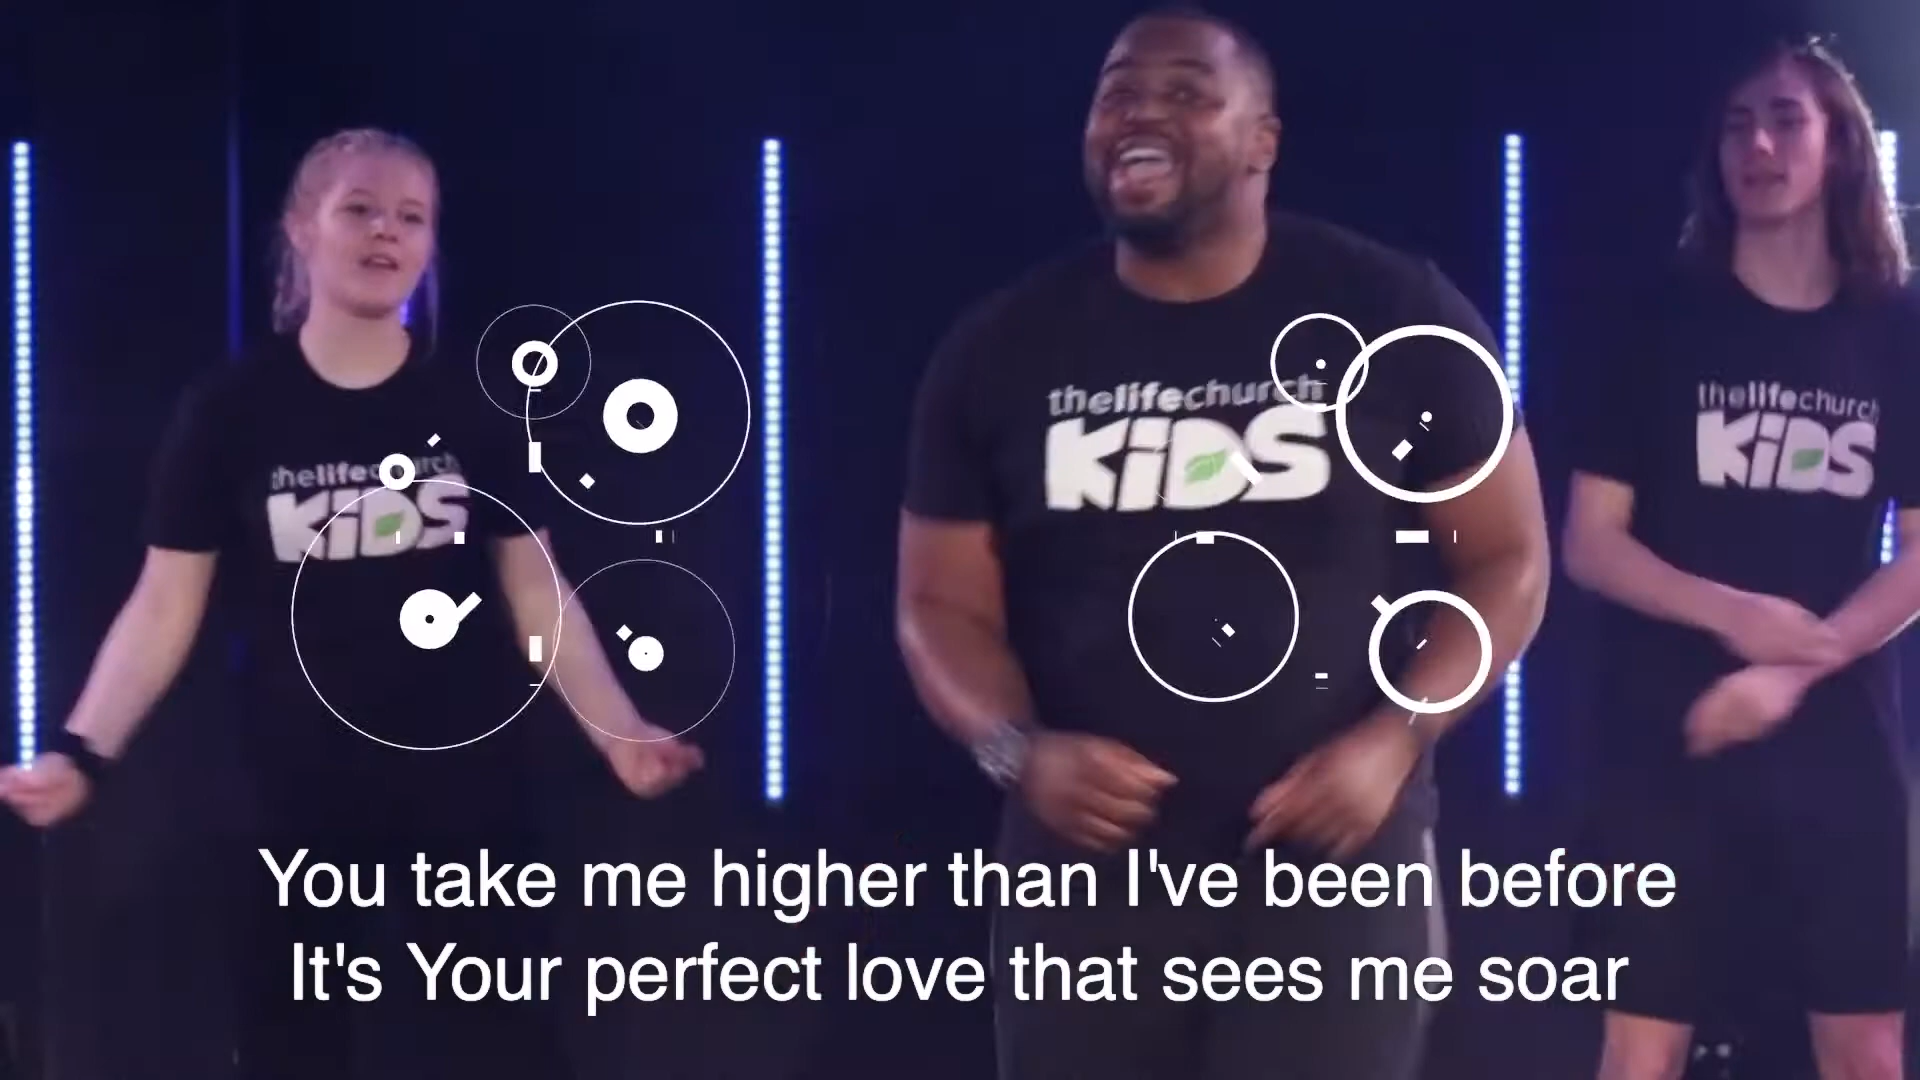 thelifechurch
KiDS
thelifechurch
KiDS
thelifechurch
KiDS
You take me higher than I've been before
It's Your perfect love that sees me soar